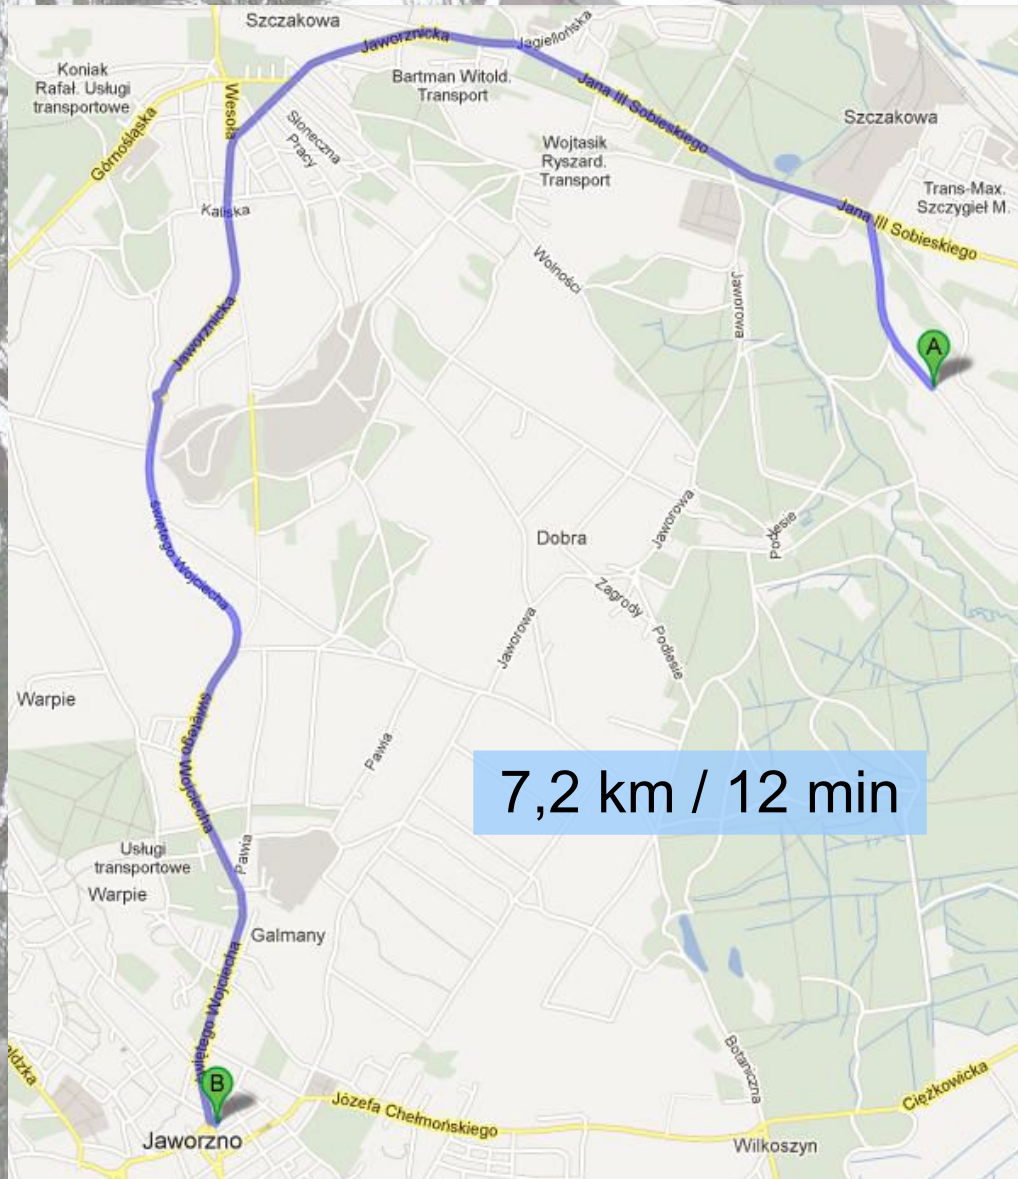 Szczakowa
Jaworznicka
Jagiellońska
Koniak
Rafał. Usługi
transportowe
Bartman Witold.
Transport
Wesoła
Jana III Sobieskiego
Szczakowa
Górnośląska
Słoneczna
Pracy
Wojtasik
Ryszard.
Transport
Trans-Max.
Szczygieł M.
Kaliska
Jana III Sobieskiego
Wolności
Jaworowa
Jaworznicka
A
świętego Wojciecha
Dobra
Jaworowa
Podlesie
Zagrody
Jaworowa
Podlesie
Warpie
świętego Wojciecha
Pawia
7,2 km / 12 min
Usługi
transportowe
Pawia
Warpie
Galmany
świętego Wojciecha
Botaniczna
B
Józefa Chełmońskiego
Ciężkowicka
Jaworzno
Wilkoszyn